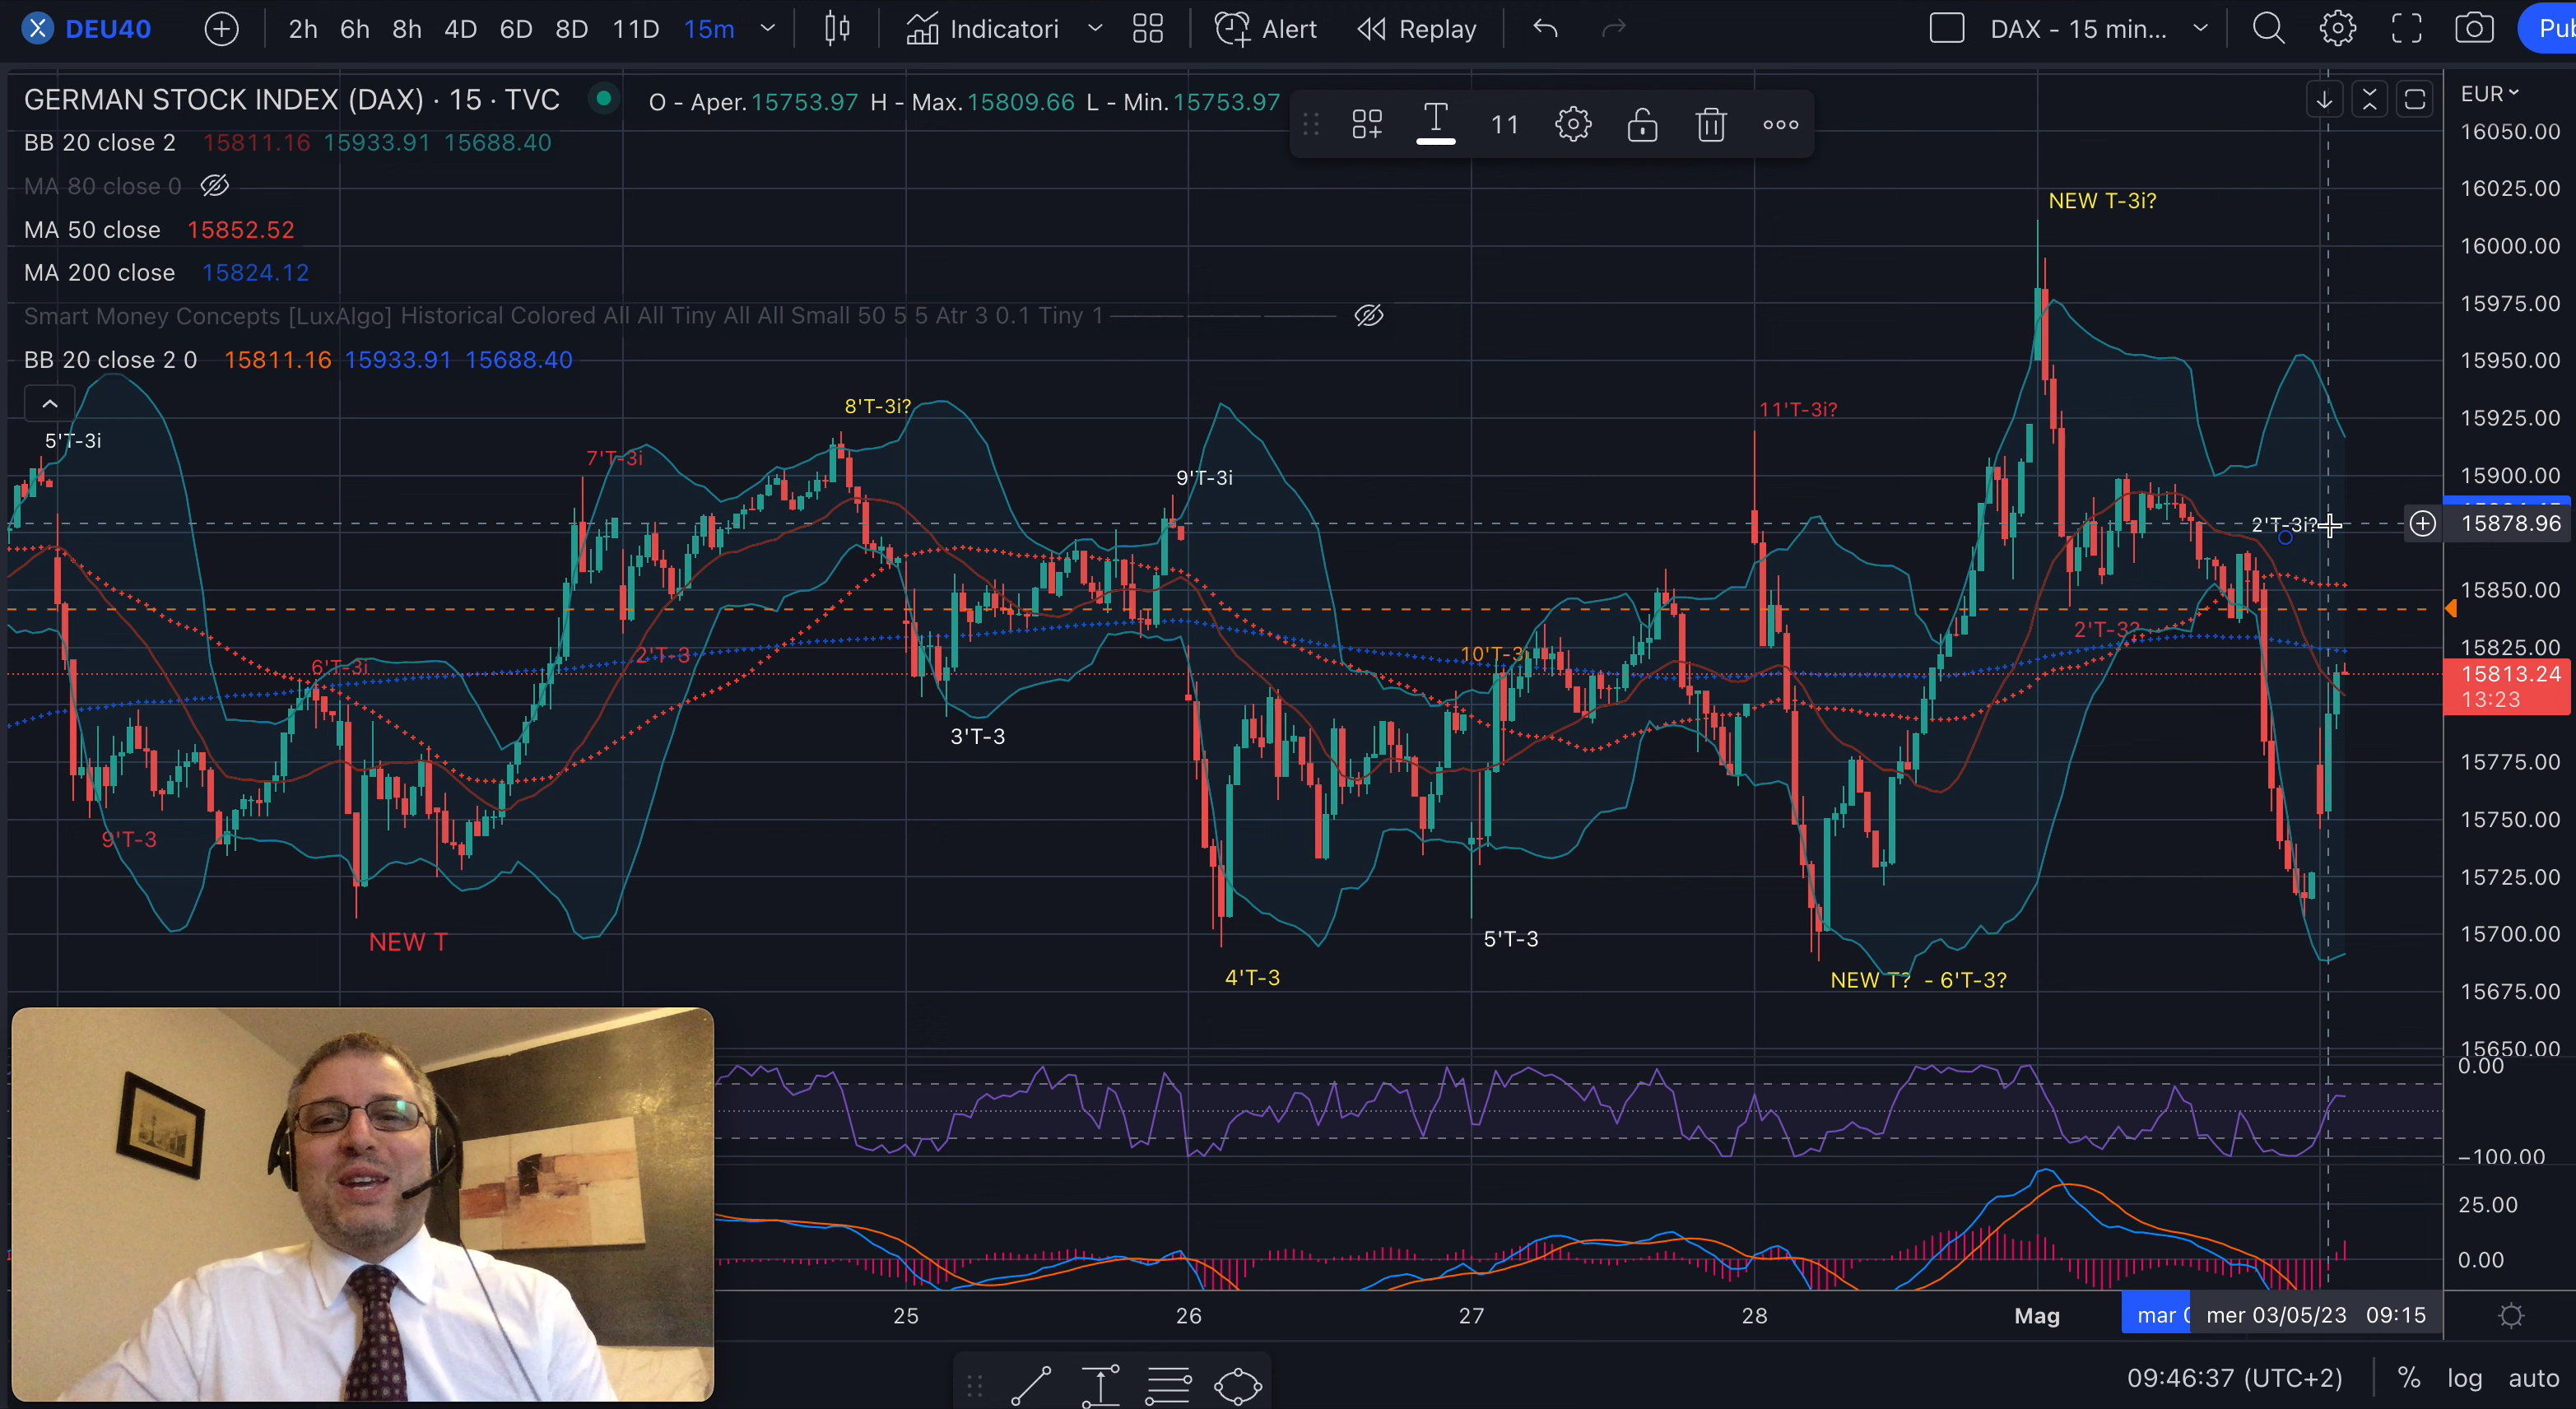 DEU40 2h 6h 8h 4D 6D 8D 11D 15m Indicatori Alert Replay DAX - 15 min... Pub
GERMAN STOCK INDEX (DAX) · 15 · TVC O - Aper.15753.97 H - Max.15809.66 L - Min.15753.97
11
EUR
BB 20 close 2 15811.16 15933.91 15688.40
MA 80 close 0
MA 50 close 15852.52
MA 200 close 15824.12
Smart Money Concepts [LuxAlgo] Historical Colored All All Tiny All All Small 50 5 5 Atr 3 0.1 Tiny 1
BB 20 close 2 0 15811.16 15933.91 15688.40
16050.00
16025.00
16000.00
15975.00
15950.00
15925.00
15900.00
15878.96
15850.00
15825.00
15813.24
13:23
15775.00
15750.00
15725.00
15700.00
15675.00
15650.00
0.00
−100.00
25.00
0.00
NEW T-3i?
8'T-3i?
11'T-3i?
5'T-3i
7'T-3i
9'T-3i
2'T-3i?
2'T-3?
2'T-3
10'T-3i
6'T-3i
3'T-3
9'T-3
NEW T
5'T-3
4'T-3
NEW T? - 6'T-3?
25 26 27 28 Mag mar mer 03/05/23 09:15
09:46:37 (UTC+2) % log auto